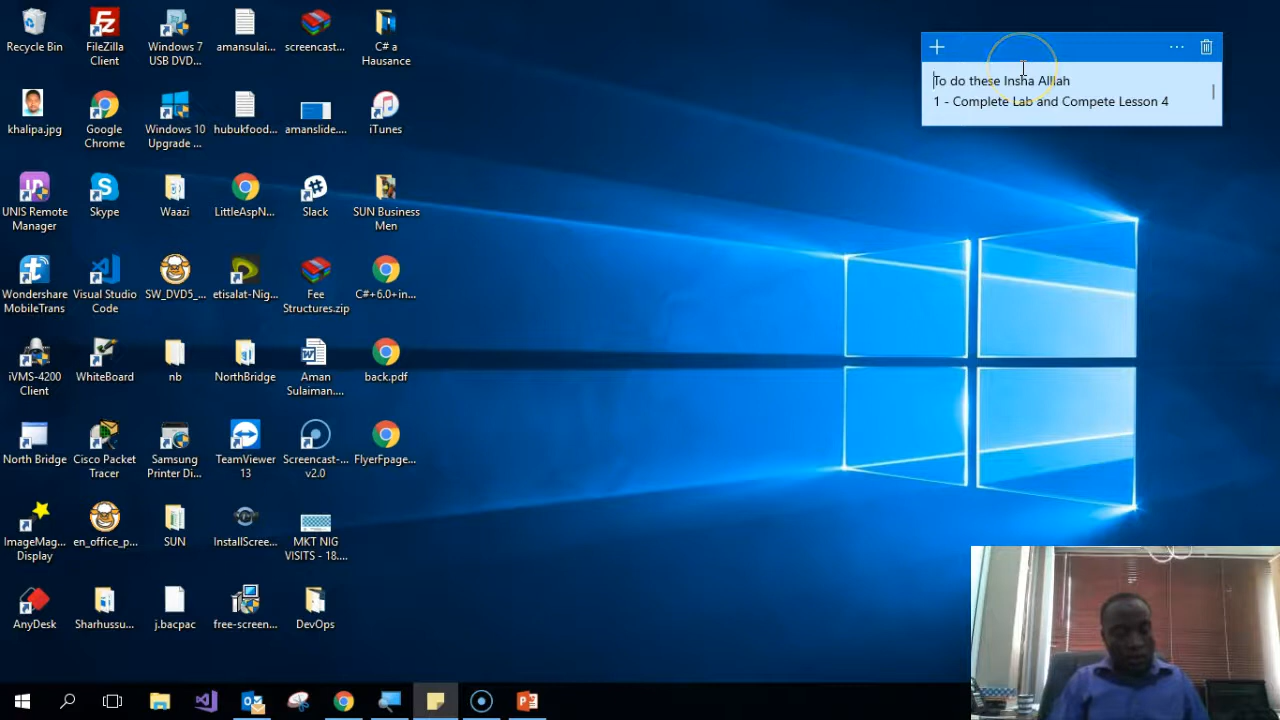 To do these Insha Alllah
1 - Complete Lab and Compete Lesson 4
Recycle Bin
FileZilla
Client
Windows 7
USB DVD...
amansulai...
screencast...
C# a
Hausance
khalipa.jpg
Google
Chrome
Windows 10
Upgrade ...
hubukfood...
amanslide....
iTunes
UNIS Remote
Manager
Skype
Waazi
LittleAspN...
Slack
SUN Business
Men
Wondershare
MobileTrans
Visual Studio
Code
SW_DVD5_...
etisalat-Nig...
Fee
Structures.zip
C#+6.0+in...
iVMS-4200
Client
WhiteBoard
nb
NorthBridge
Aman
Sulaiman....
back.pdf
North Bridge
Cisco Packet
Tracer
Samsung
Printer Di...
TeamViewer
13
Screencast-...
v2.0
FlyerFpage...
ImageMag...
Display
en_office_p...
SUN
InstallScree...
MKT NIG
VISITS - 18....
AnyDesk
Sharhussu...
j.bacpac
free-screen...
DevOps